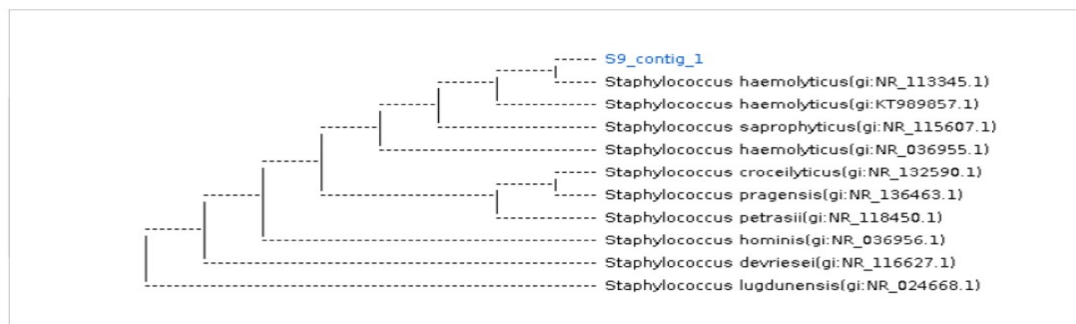 S9_contig_1
Staphylococcus haemolyticus(gi:NR_113345.1)
Staphylococcus haemolyticus(gi:KT989857.1)
Staphylococcus saprophyticus(gi:NR_115607.1)
Staphylococcus haemolyticus(gi:NR_036955.1)
Staphylococcus croceilyticus(gi:NR_132590.1)
Staphylococcus pragensis(gi:NR_136463.1)
Staphylococcus petrasii(gi:NR_118450.1)
Staphylococcus hominis(gi:NR_036956.1)
Staphylococcus devriesei(gi:NR_116627.1)
Staphylococcus lugdunensis(gi:NR_024668.1)